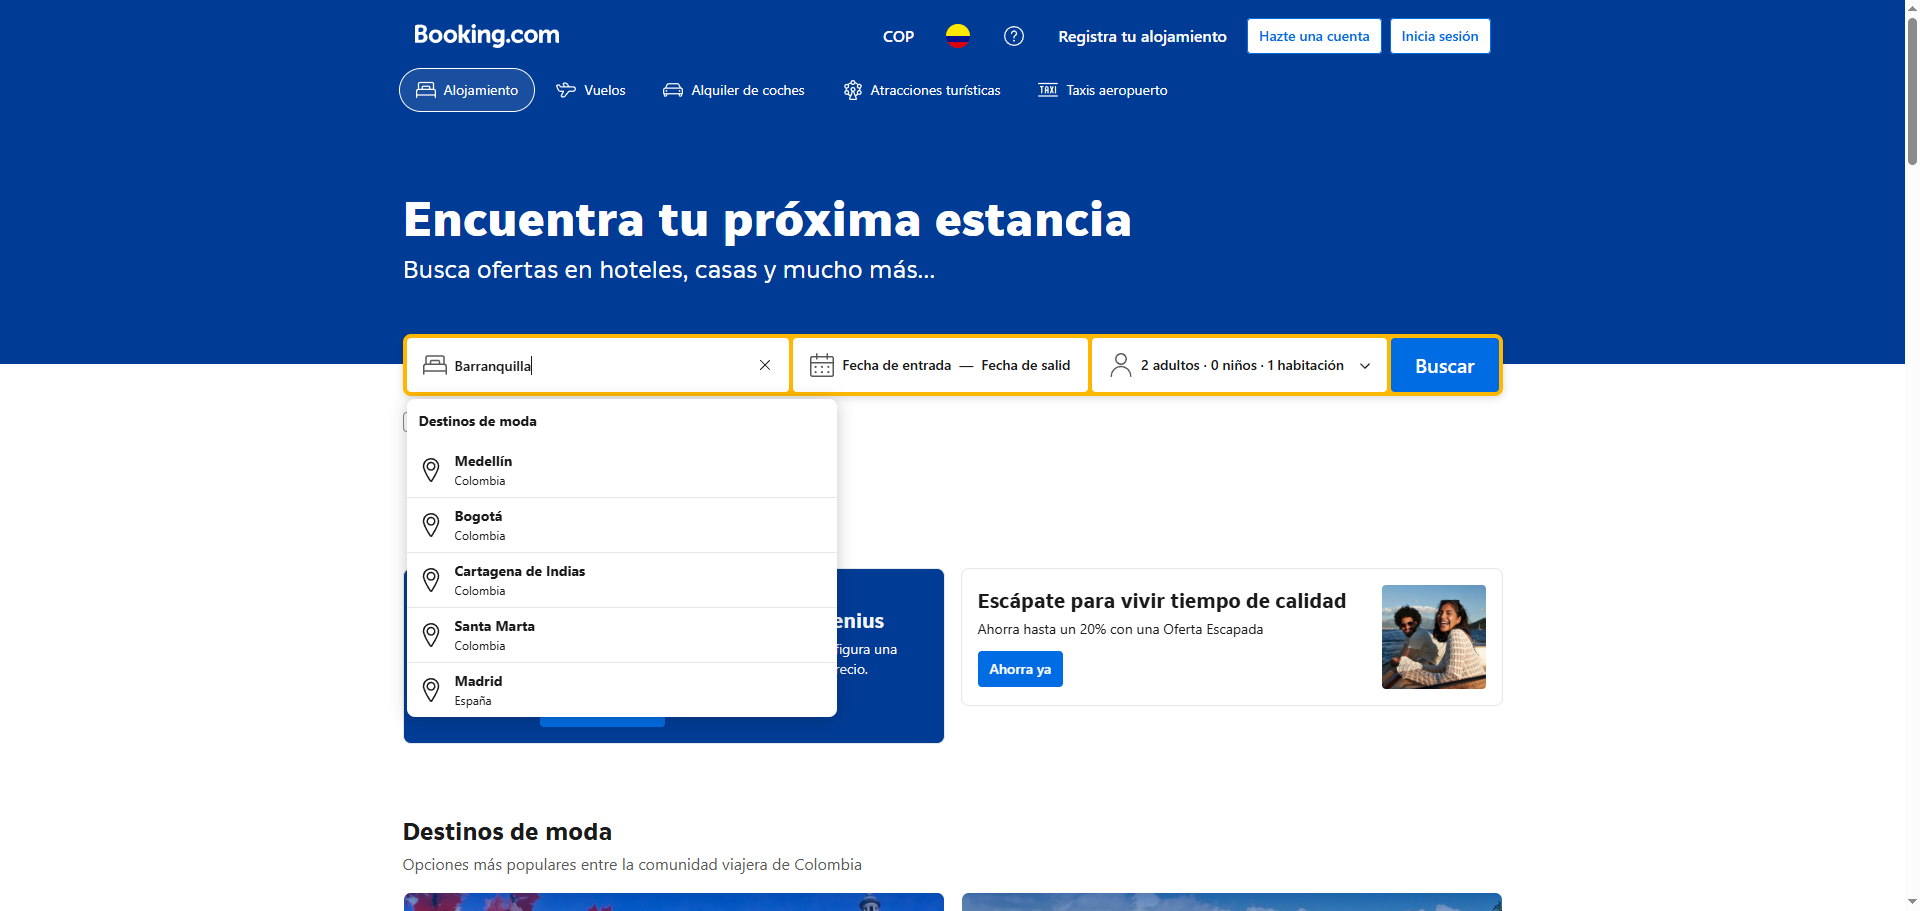 Booking.com
COP
Registra tu alojamiento
Hazte una cuenta
Inicia sesión
Alojamiento
Vuelos
Alquiler de coches
Atracciones turísticas
TAXI
Taxis aeropuerto
Encuentra tu próxima estancia
Busca ofertas en hoteles, casas y mucho más...
Barranquilla
Fecha de entrada — Fecha de salid
2 adultos · 0 niños · 1 habitación
Buscar
Destinos de moda
Medellín
Colombia
Bogotá
Colombia
Cartagena de Indias
Colombia
Santa Marta
Colombia
Madrid
España
enius
figura una
recio.
Escápate para vivir tiempo de calidad
Ahorra hasta un 20% con una Oferta Escapada
Ahorra ya
Destinos de moda
Opciones más populares entre la comunidad viajera de Colombia